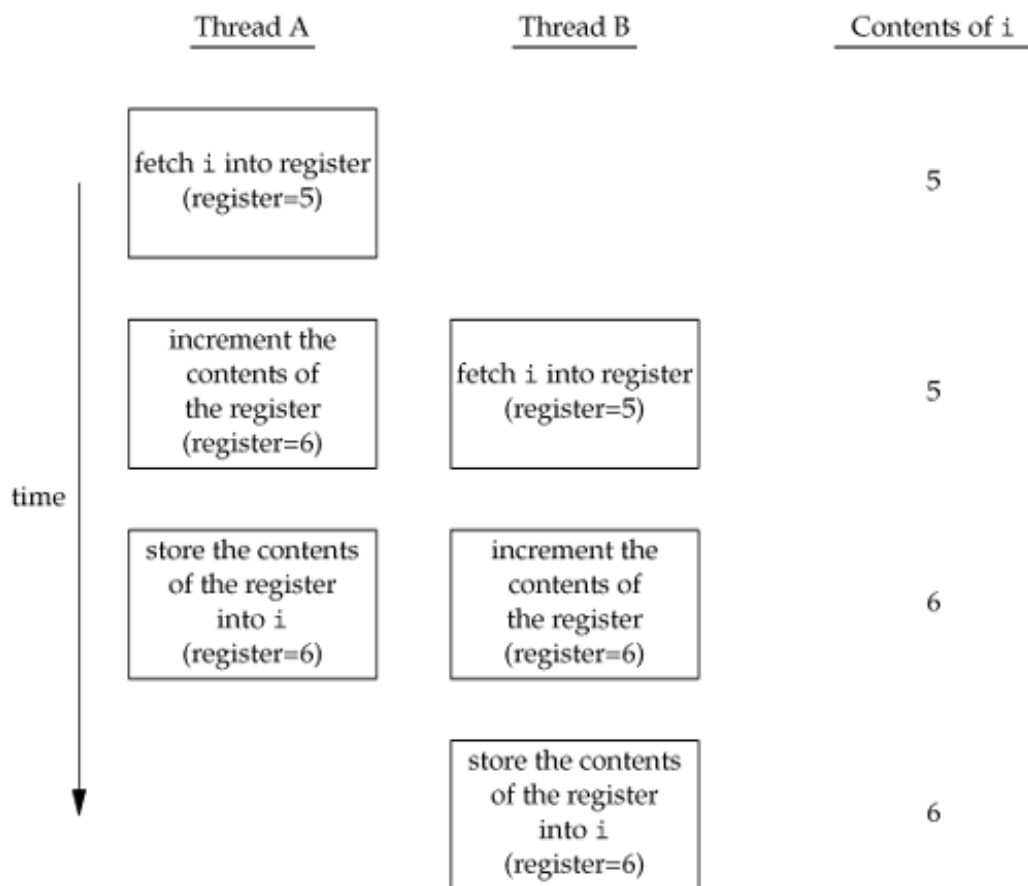 Thread A
Thread B
Contents of i
fetch i into register
(register=5)
5
increment the
contents of
the register
(register=6)
fetch i into register
(register=5)
5
time
store the contents
of the register
into i
(register=6)
increment the
contents of
the register
(register=6)
6
store the contents
of the register
into i
(register=6)
6